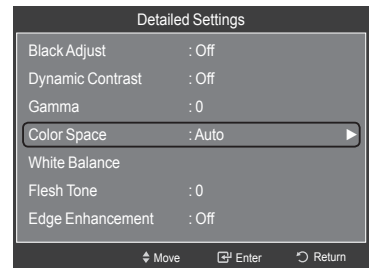 Detailed Settings
Black Adjust : Off
Dynamic Contrast : Off
Gamma : 0
Color Space : Auto
White Balance
Flesh Tone : 0
Edge Enhancement : Off
Move Enter Return